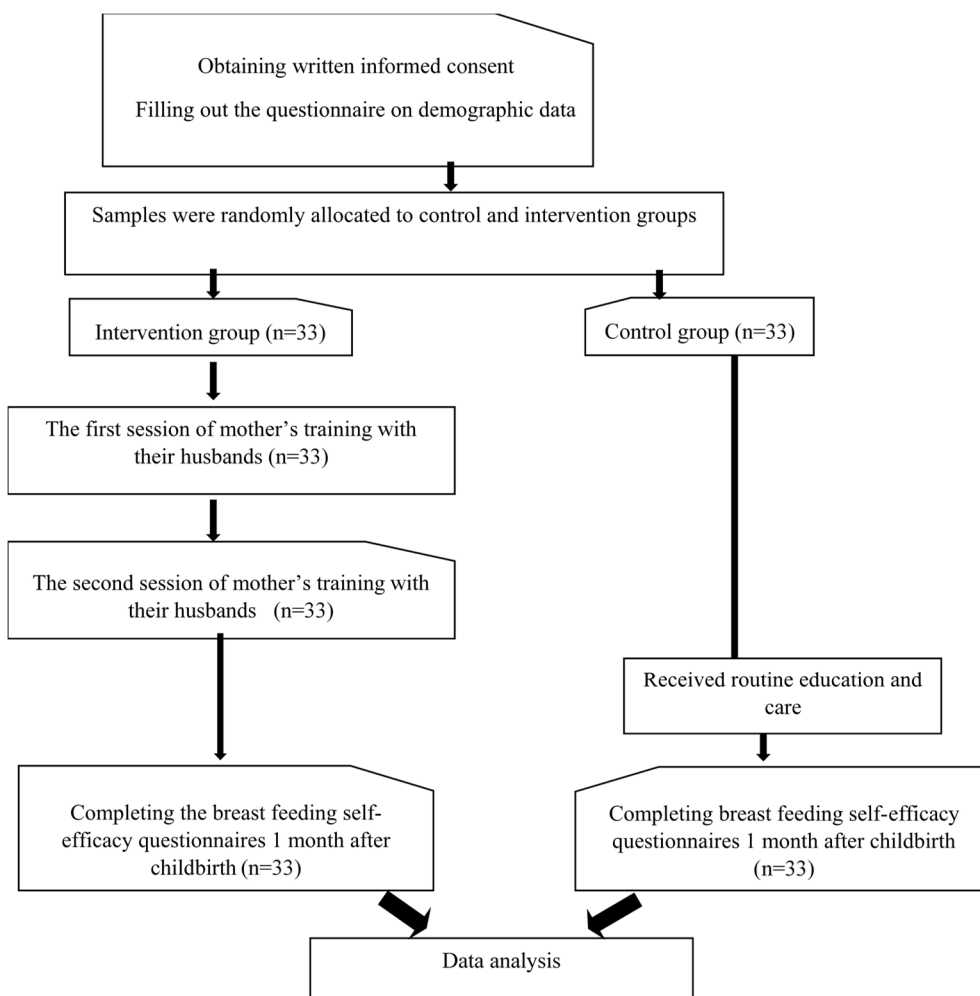 Obtaining written informed consent
Filling out the questionnaire on demographic data
Samples were randomly allocated to control and intervention groups
Intervention group (n=33)
Control group (n=33)
The first session of mother's training with
their husbands (n=33)
The second session of mother's training with
their husbands (n=33)
Received routine education and
care
Completing the breast feeding self-
efficacy questionnaires 1 month after
childbirth (n=33)
Completing breast feeding self-efficacy
questionnaires 1 month after childbirth
(n=33)
Data analysis